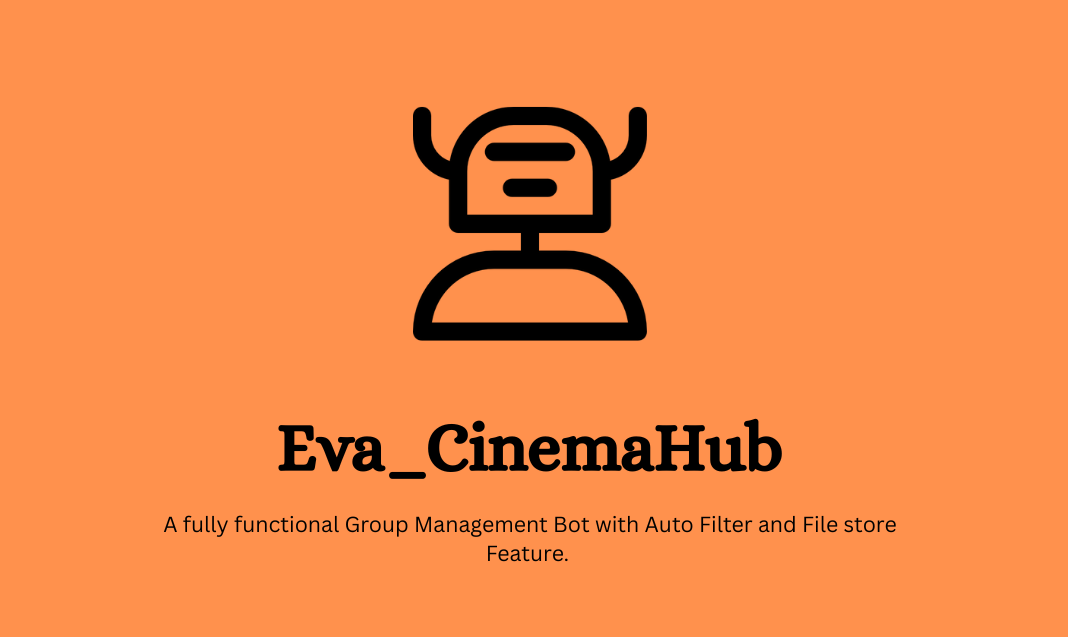 Eva_CinemaHub
A fully functional Group Management Bot with Auto Filter and File store
Feature.